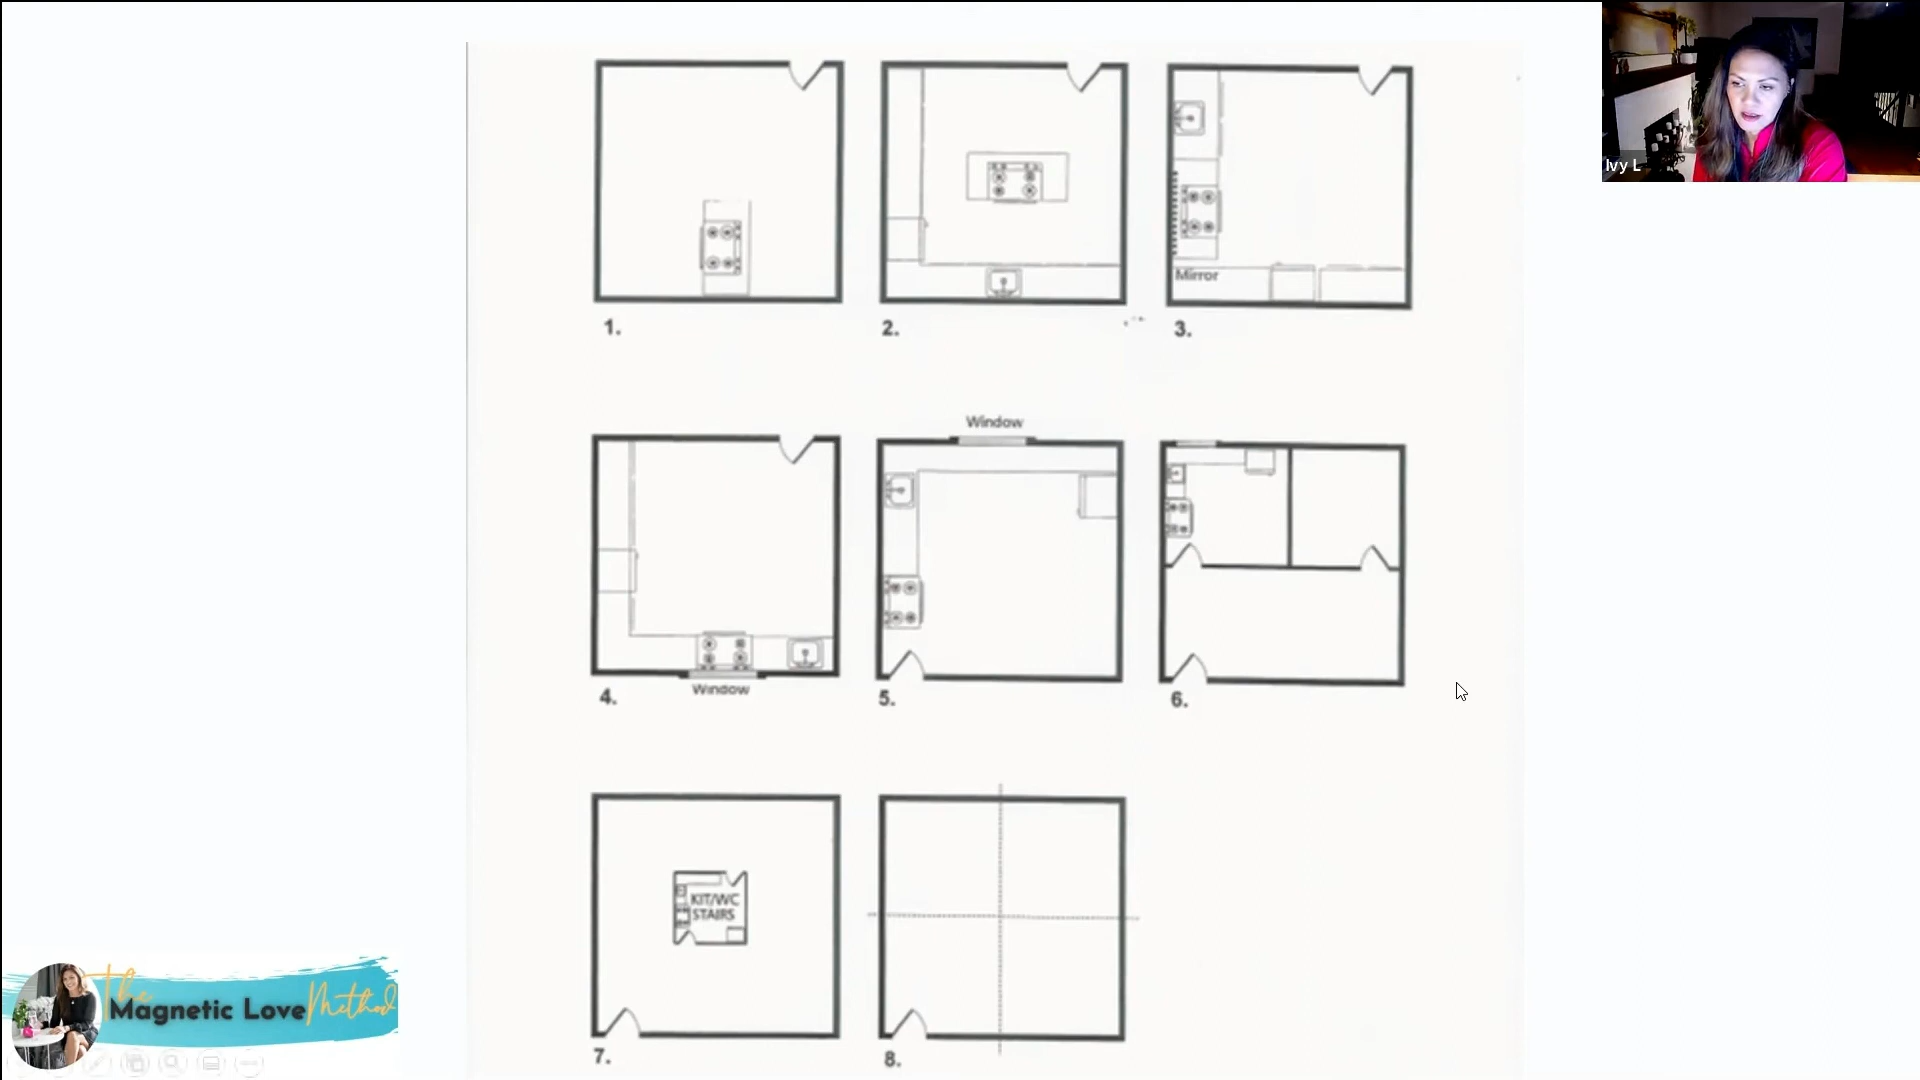 Ivy L
1.
2.
Mirror
3.
Window
Window
4.
5.
6.
KIT/WC
STAIRS
7.
8.
The
Magnetic Love Method